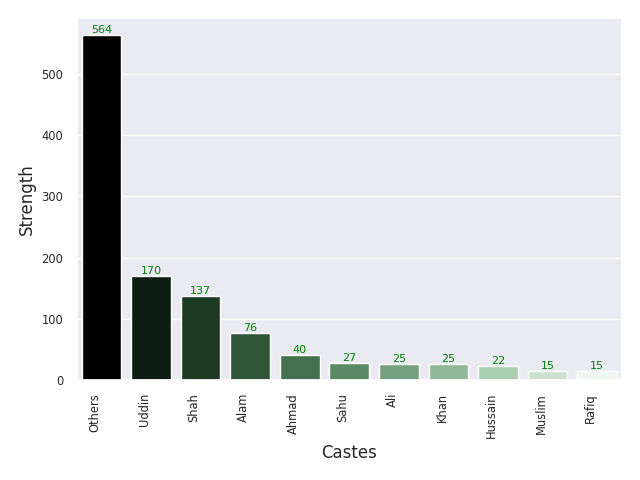 564
170
137
76
40
27
25
25
22
15
15
500
400
300
200
100
0
Strength
Others
Uddin
Shah
Alam
Ahmad
Sahu
Ali
Khan
Hussain
Muslim
Rafiq
Castes